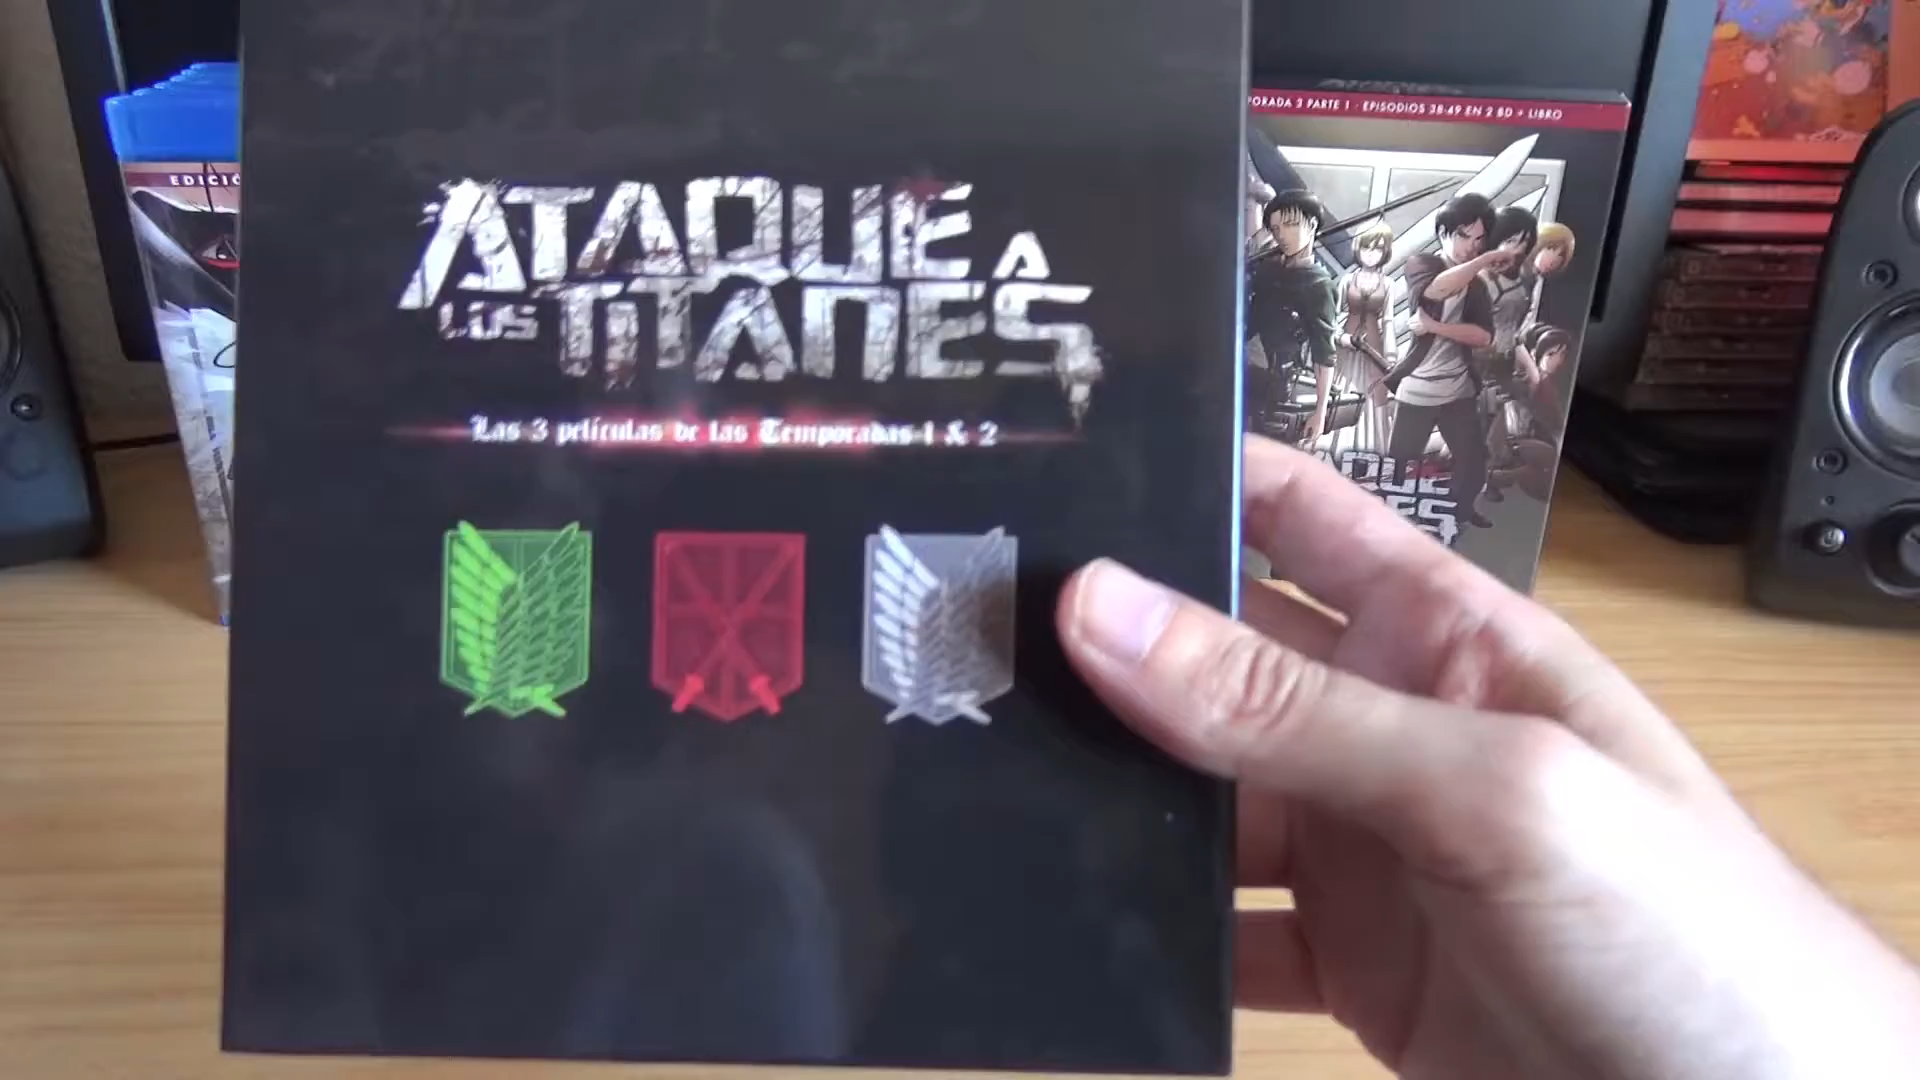 ATAQUE A
LOS TITANES
Las 3 películas de las Temporadas 1 & 2
EDICIÓ
PORADA 3 PARTE 1 - EPISODIOS 38-49 EN 2 BD + LIBRO